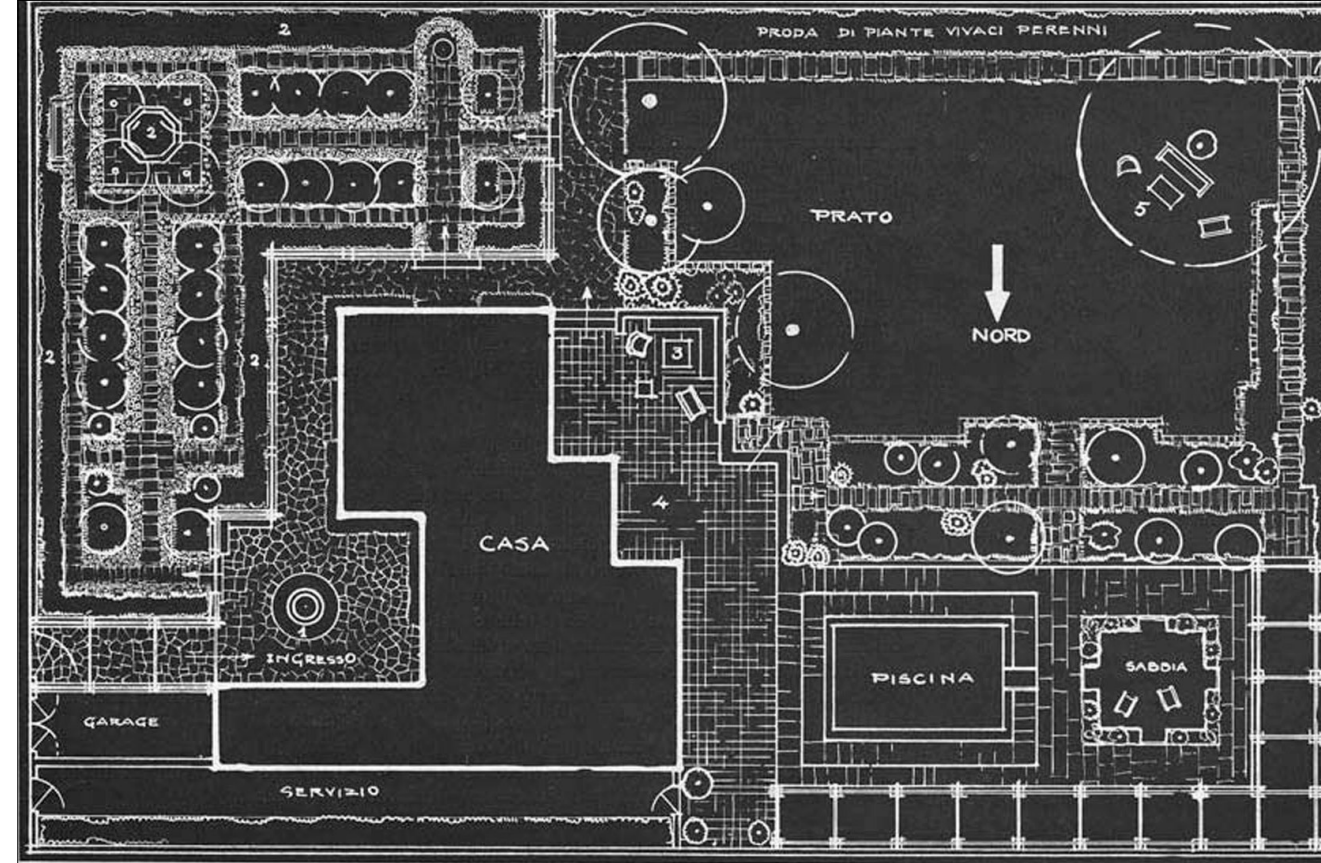 2
PRODA DI PIANTE VIVACI PERENNI
2
5
PRATO
NORD
2
2
3
4
CASA
1
INGRESSO
PISCINA
SABBIA
GARAGE
SERVIZIO